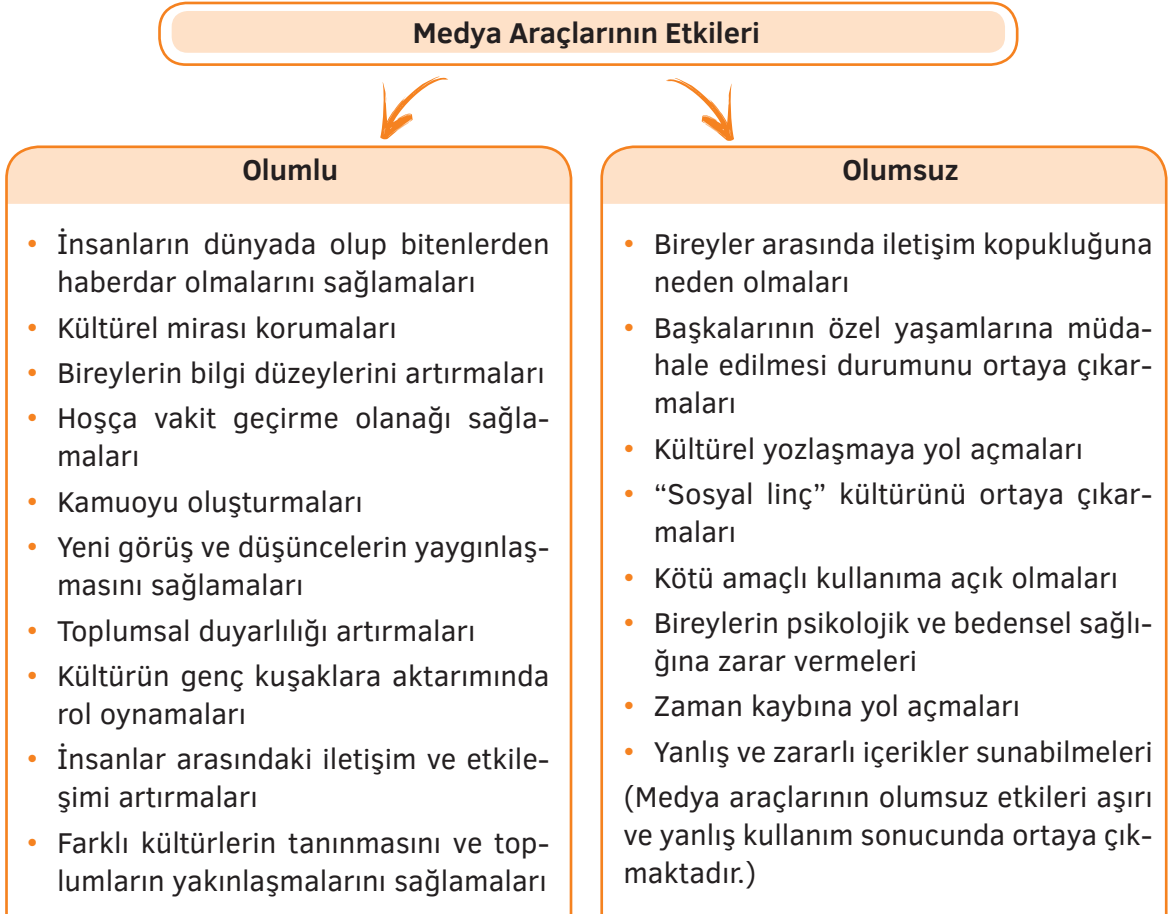 Medya Araçlarının Etkileri
Olumlu
• İnsanların dünyada olup bitenlerden
haberdar olmalarını sağlamaları
• Kültürel mirası korumaları
• Bireylerin bilgi düzeylerini artırmaları
• Hoşça vakit geçirme olanağı sağla-
maları
• Kamuoyu oluşturmaları
• Yeni görüş ve düşüncelerin yaygınlaş-
masını sağlamaları
• Toplumsal duyarlılığı artırmaları
• Kültürün genç kuşaklara aktarımında
rol oynamaları
• İnsanlar arasındaki iletişim ve etkile-
şimi artırmaları
• Farklı kültürlerin tanınmasını ve top-
lumların yakınlaşmalarını sağlamaları
Olumsuz
• Bireyler arasında iletişim kopukluğuna
neden olmaları
• Başkalarının özel yaşamlarına müda-
hale edilmesi durumunu ortaya çıkar-
maları
• Kültürel yozlaşmaya yol açmaları
• “Sosyal linç” kültürünü ortaya çıkar-
maları
• Kötü amaçlı kullanıma açık olmaları
• Bireylerin psikolojik ve bedensel sağlı-
ğına zarar vermeleri
• Zaman kaybına yol açmaları
• Yanlış ve zararlı içerikler sunabilmeleri
(Medya araçlarının olumsuz etkileri aşırı
ve yanlış kullanım sonucunda ortaya çık-
maktadır.)